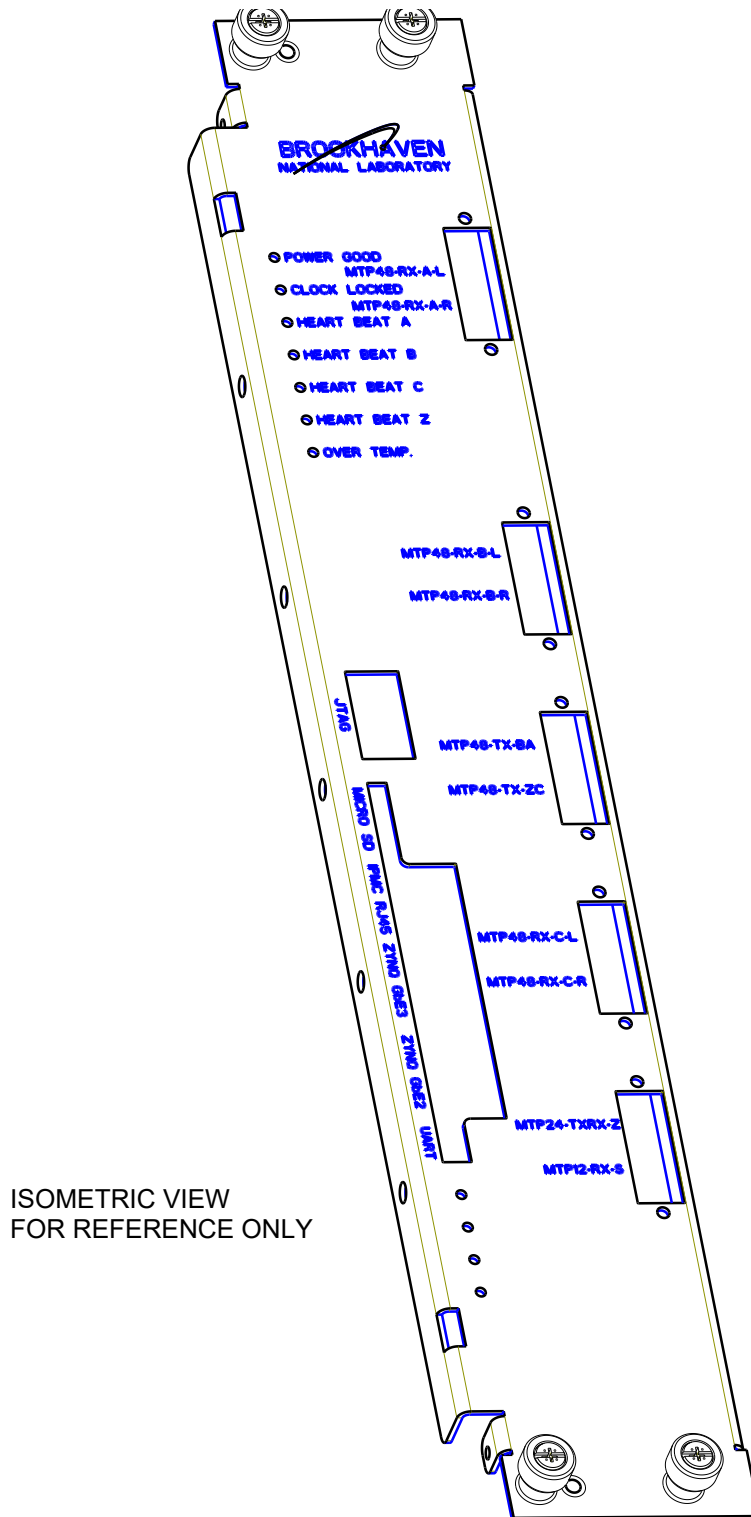 BROOKHAVEN
NATIONAL LABORATORY
POWER GOOD
MTP48-RX-A-L
CLOCK LOCKED
MTP48-RX-A-R
HEART BEAT A
HEART BEAT B
HEART BEAT C
HEART BEAT Z
OVER TEMP.
MTP48-RX-B-L
MTP48-RX-B-R
JTAG
MTP48-TX-BA
MTP48-TX-ZC
MICRO SD IPMC RJ45 ZYNQ GbE3 ZYNQ GbE2 UART
MTP48-RX-C-L
MTP48-RX-C-R
MTP24-TXRX-Z
MTP12-RX-S
ISOMETRIC VIEW
FOR REFERENCE ONLY